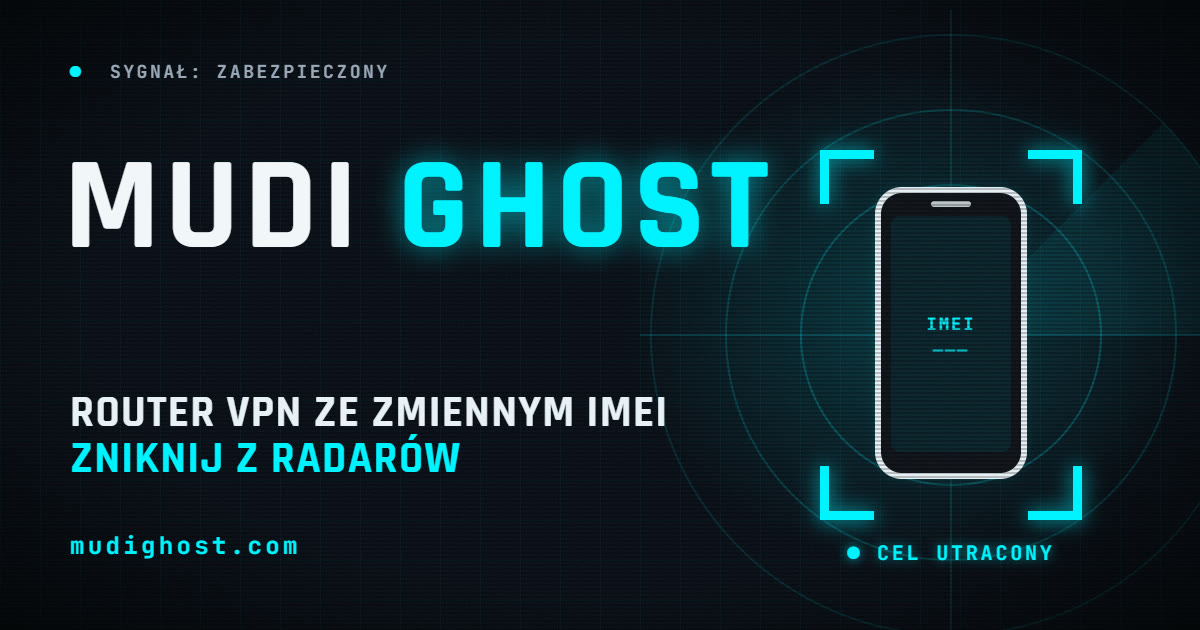 SYGNAŁ: ZABEZPIECZONY
MUDI GHOST
IMEI
———
ROUTER VPN ZE ZMIENNYM IMEI
ZNIKNIJ Z RADARÓW
mudighost.com
CEL UTRACONY